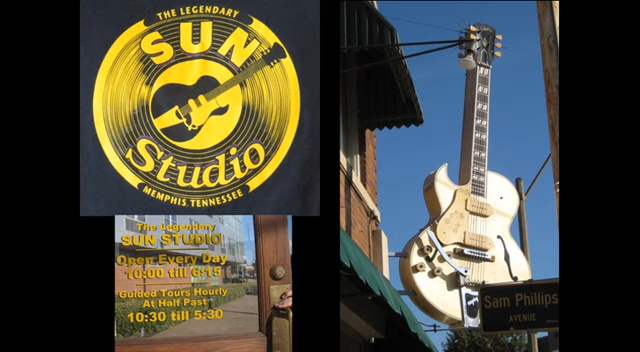 THE LEGENDARY
SUN
Studio
MEMPHIS, TENNESSEE
The Legendary
SUN STUDIO
Open Every Day
10:00 till 6:15
Guided Tours Hourly
At Half Past
10:30 till 5:30
Sam Phillips
AVENUE